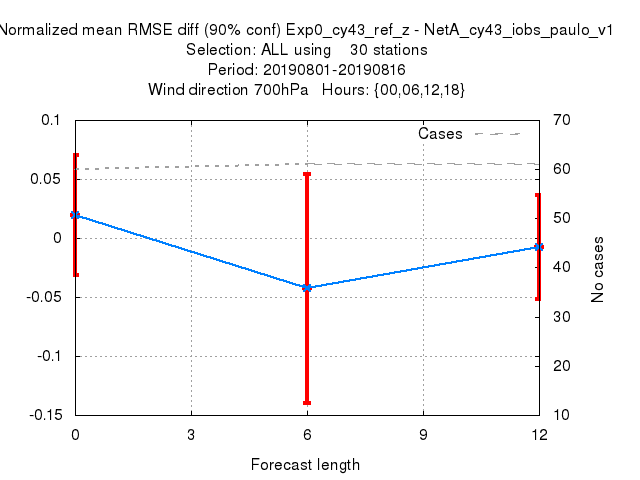 Normalized mean RMSE diff (90% conf) Exp0_cy43_ref_z - NetA_cy43_iobs_paulo_v1
Selection: ALL using 30 stations
Period: 20190801-20190816
Wind direction 700hPa Hours: {00,06,12,18}
Cases
0.1
0.05
0
-0.05
-0.1
-0.15
70
60
50
40
30
20
10
No cases
0 3 6 9 12
Forecast length